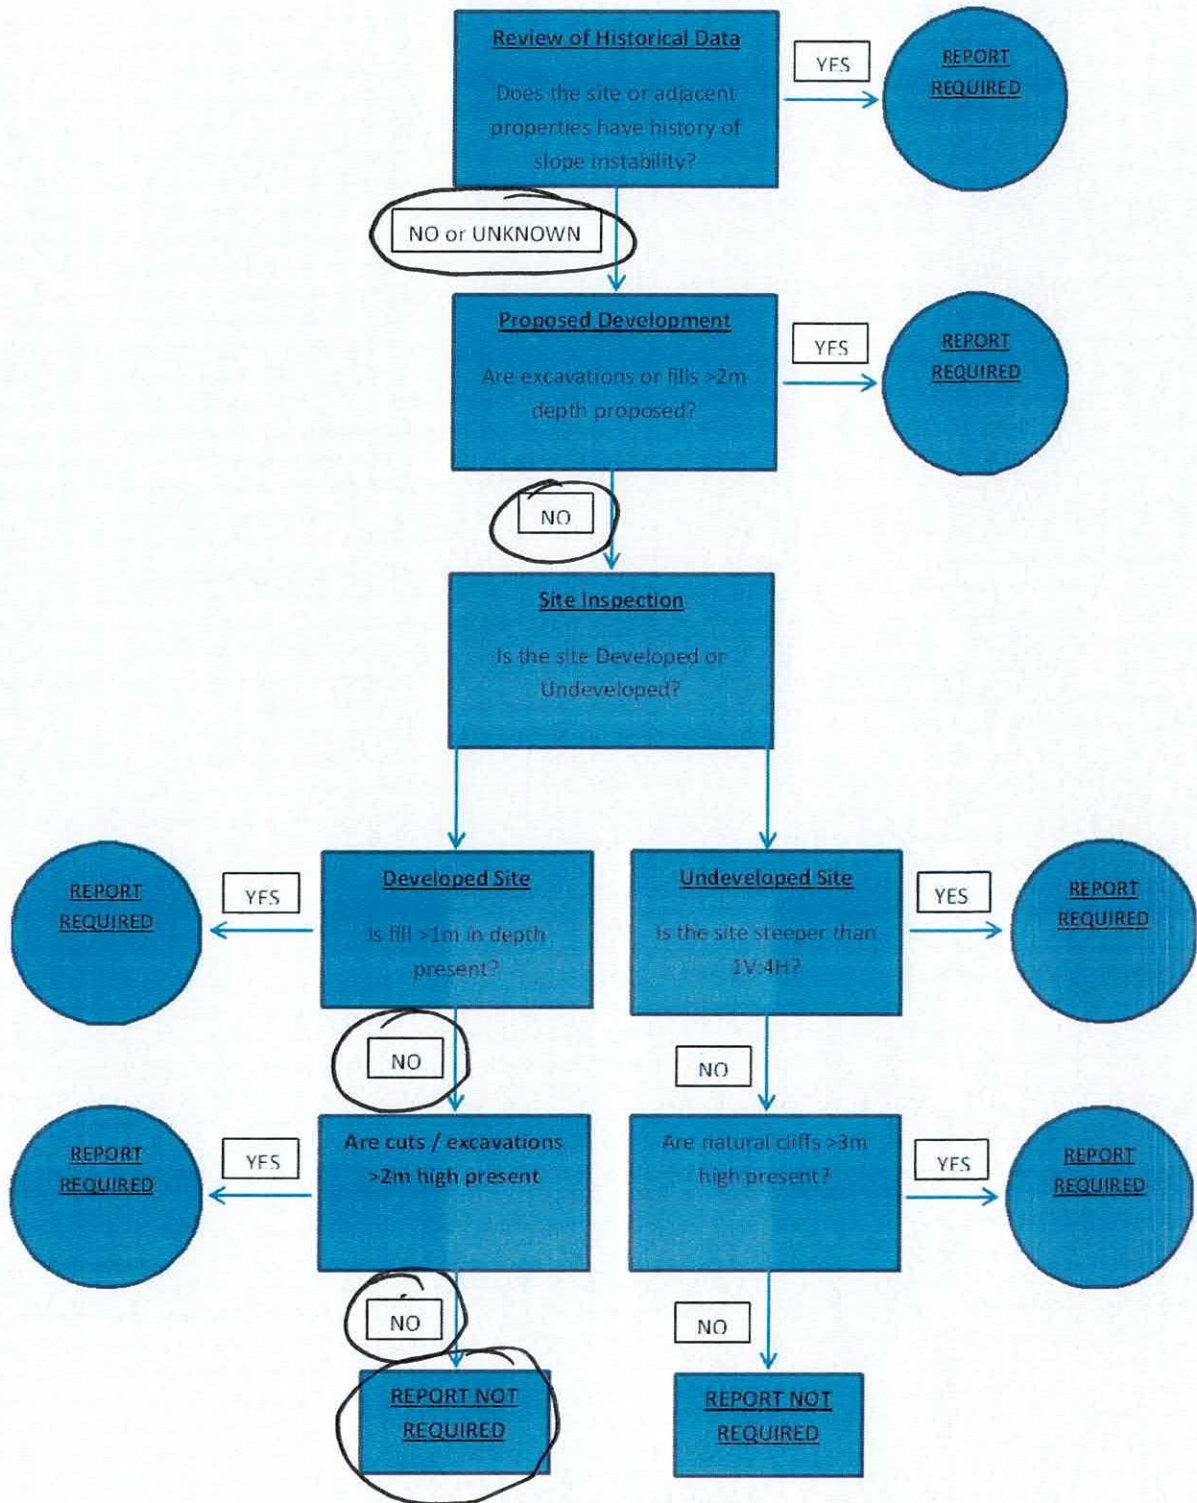 Review of Historical Data
Does the site or adjacent
properties have history of
slope instability?
YES
REPORT
REQUIRED
NO or UNKNOWN
Proposed Development
Are excavations or fills >2m
depth proposed?
YES
REPORT
REQUIRED
NO
Site Inspection
Is the site Developed or
Undeveloped?
REPORT
REQUIRED
YES
Developed Site
Is fill >1m in depth
present?
Undeveloped Site
Is the site steeper than
1V:4H?
YES
REPORT
REQUIRED
NO
NO
REPORT
REQUIRED
YES
Are cuts / excavations
>2m high present
Are natural cliffs >3m
high present?
YES
REPORT
REQUIRED
NO
NO
REPORT NOT
REQUIRED
REPORT NOT
REQUIRED